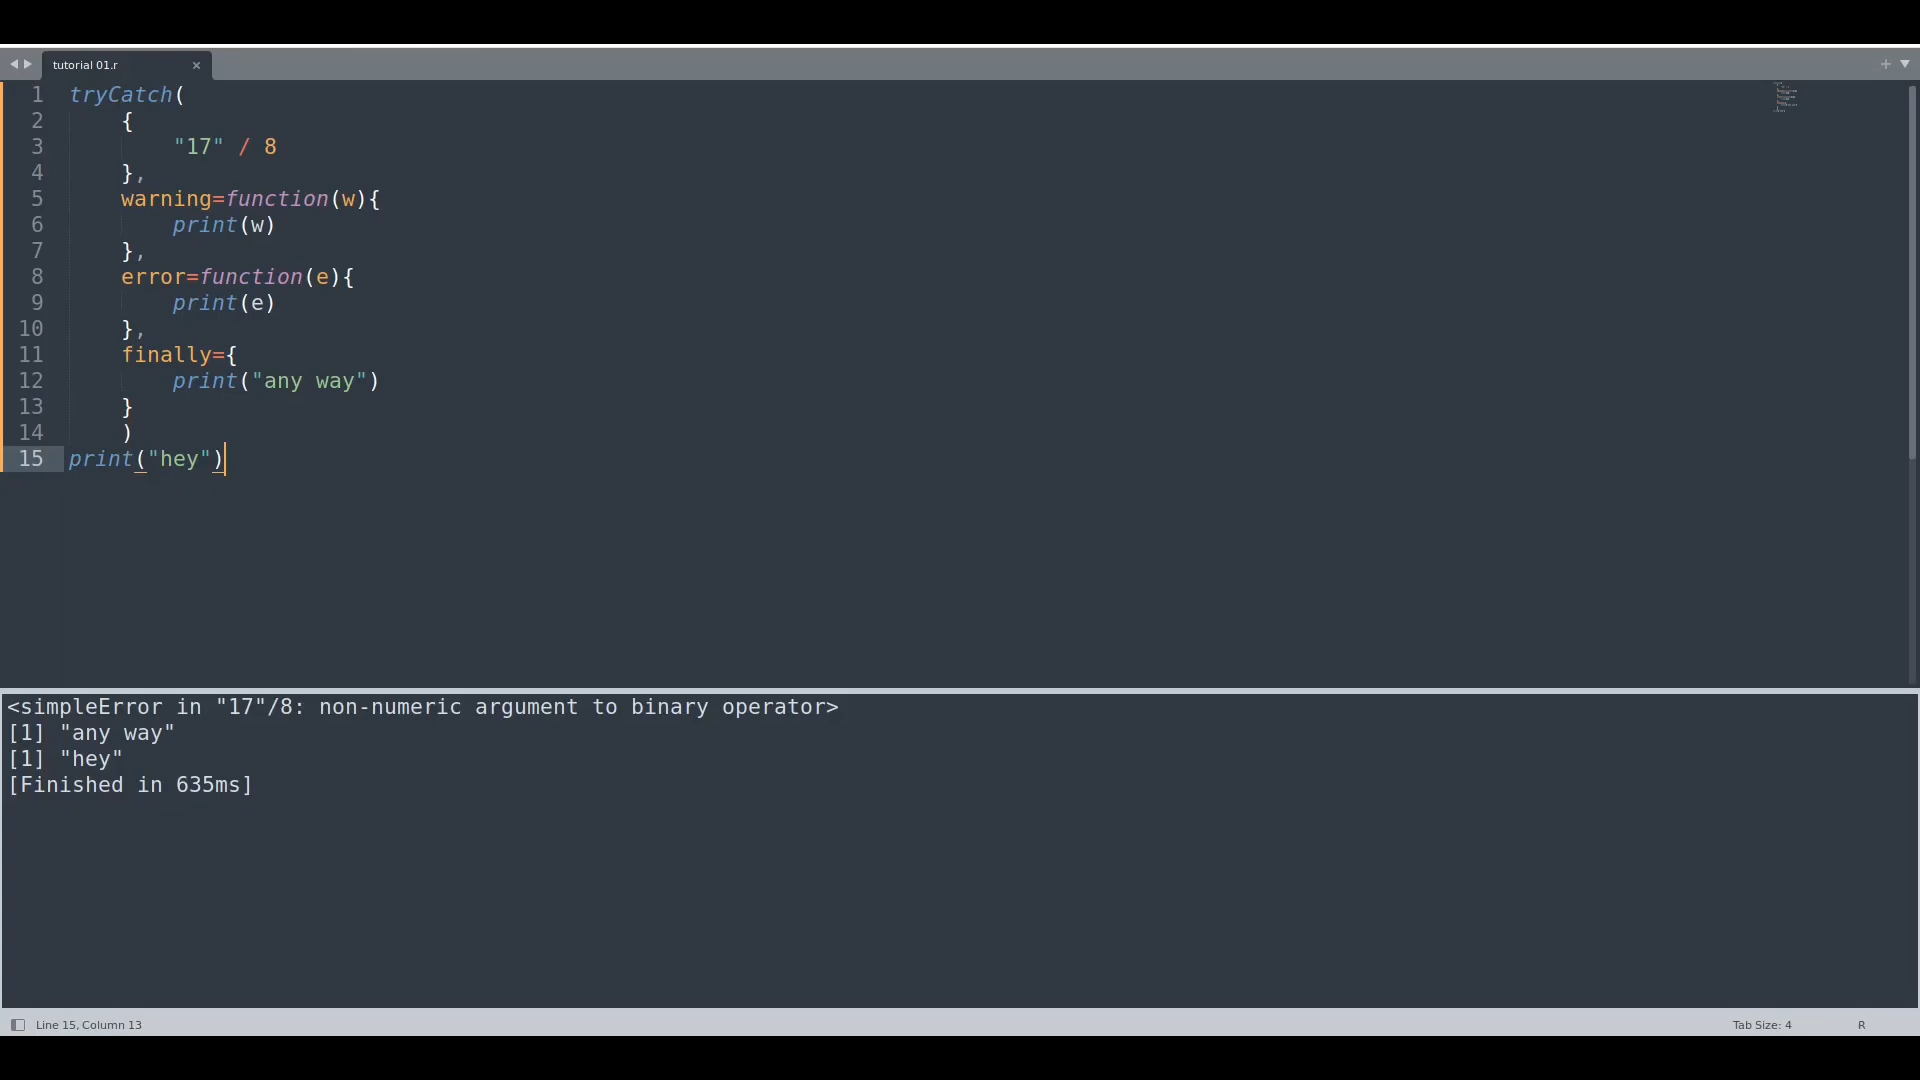 tutorial 01.r
1 tryCatch(
2     {
3         "17" / 8
4     },
5     warning=function(w){
6         print(w)
7     },
8     error=function(e){
9         print(e)
10     },
11     finally={
12         print("any way")
13     }
14     )
15 print("hey")
<simpleError in "17"/8: non-numeric argument to binary operator>
[1] "any way"
[1] "hey"
[Finished in 635ms]
Line 15, Column 13 Tab Size: 4 R